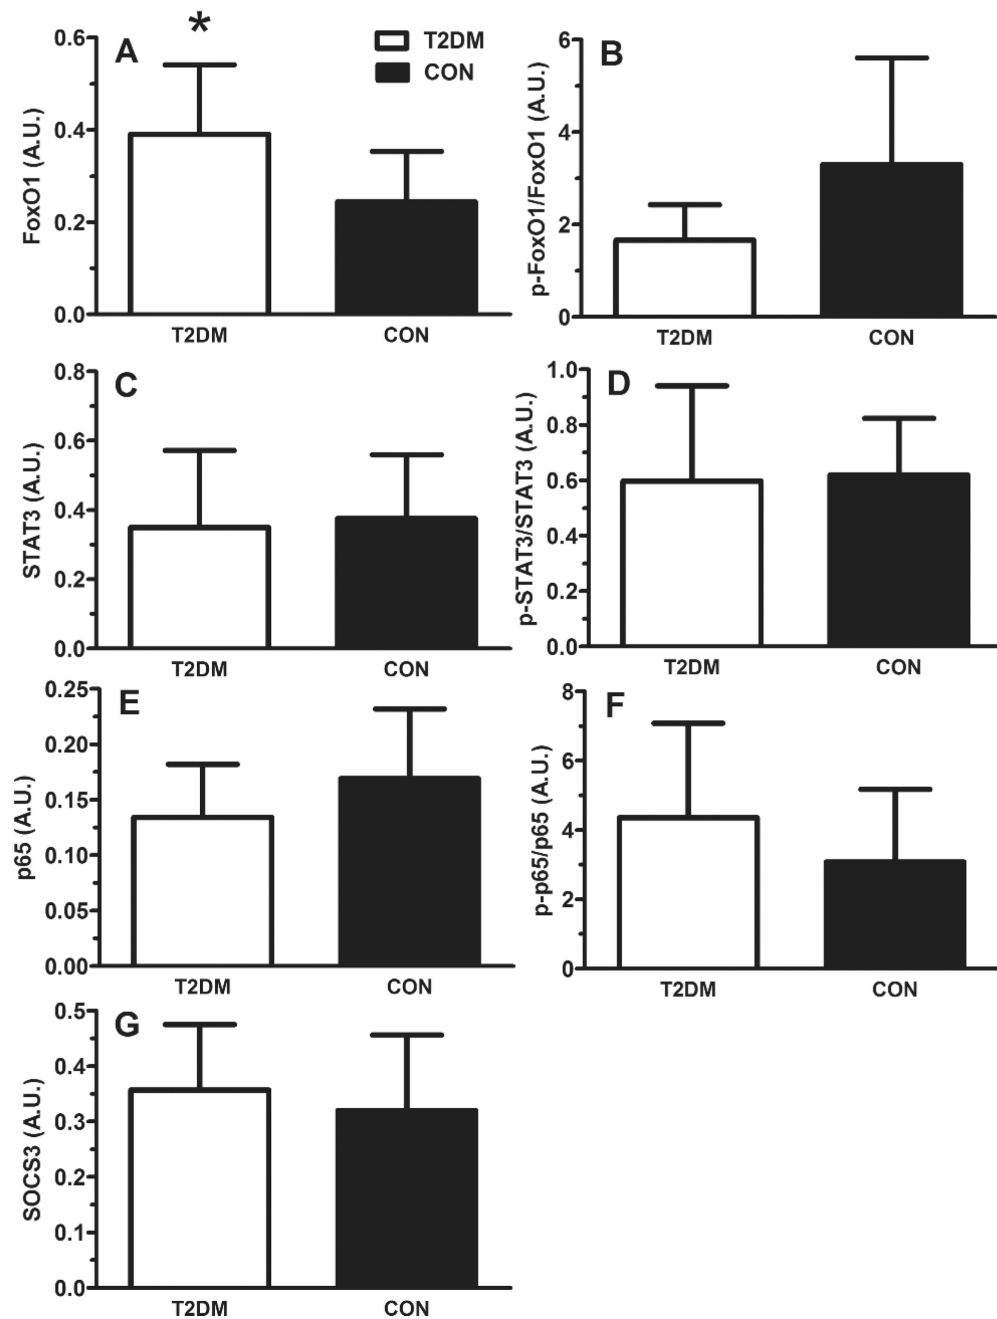 A
*
T2DM
CON
FoxO1 (A.U.)
0.6
0.4
0.2
0.0
T2DM
CON
B
p-FoxO1/FoxO1 (A.U.)
6
4
2
0
T2DM
CON
C
STAT3 (A.U.)
0.8
0.6
0.4
0.2
0.0
T2DM
CON
D
p-STAT3/STAT3 (A.U.)
1.0
0.8
0.6
0.4
0.2
0.0
T2DM
CON
E
p65 (A.U.)
0.25
0.20
0.15
0.10
0.05
0.00
T2DM
CON
F
p-p65/p65 (A.U.)
8
6
4
2
0
T2DM
CON
G
SOCS3 (A.U.)
0.5
0.4
0.3
0.2
0.1
0.0
T2DM
CON